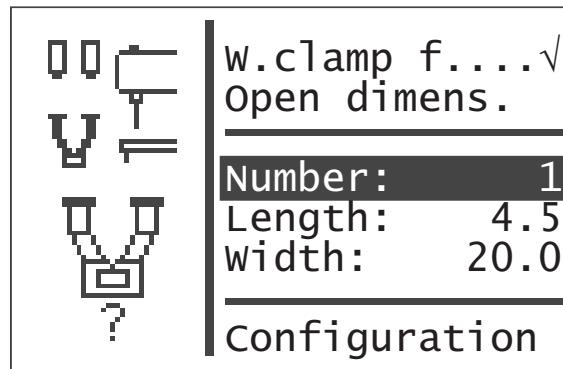 W.clamp f....√
Open dimens.
Number: 1
Length: 4.5
Width: 20.0
Configuration
?